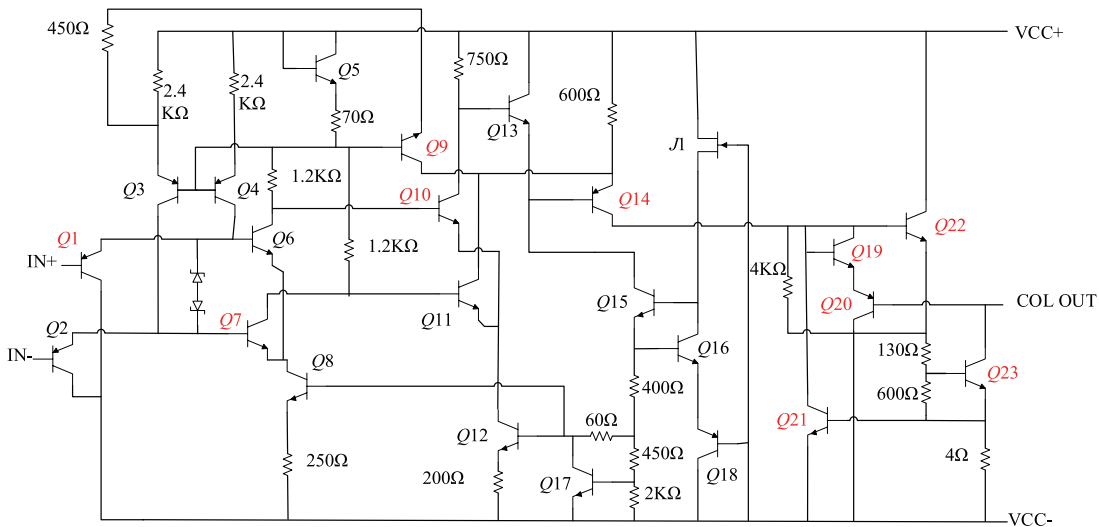 450Ω
VCC+
2.4
KΩ
2.4
KΩ
Q5
750Ω
70Ω
600Ω
Q13
Q9
J1
Q3
Q4
1.2KΩ
Q10
Q14
Q1
Q6
Q22
IN+
1.2KΩ
Q19
4KΩ
Q15
Q20
COL OUT
Q2
Q7
Q11
Q16
130Ω
IN-
Q8
400Ω
Q23
600Ω
60Ω
Q12
Q21
450Ω
4Ω
250Ω
200Ω
Q17
Q18
2KΩ
VCC-